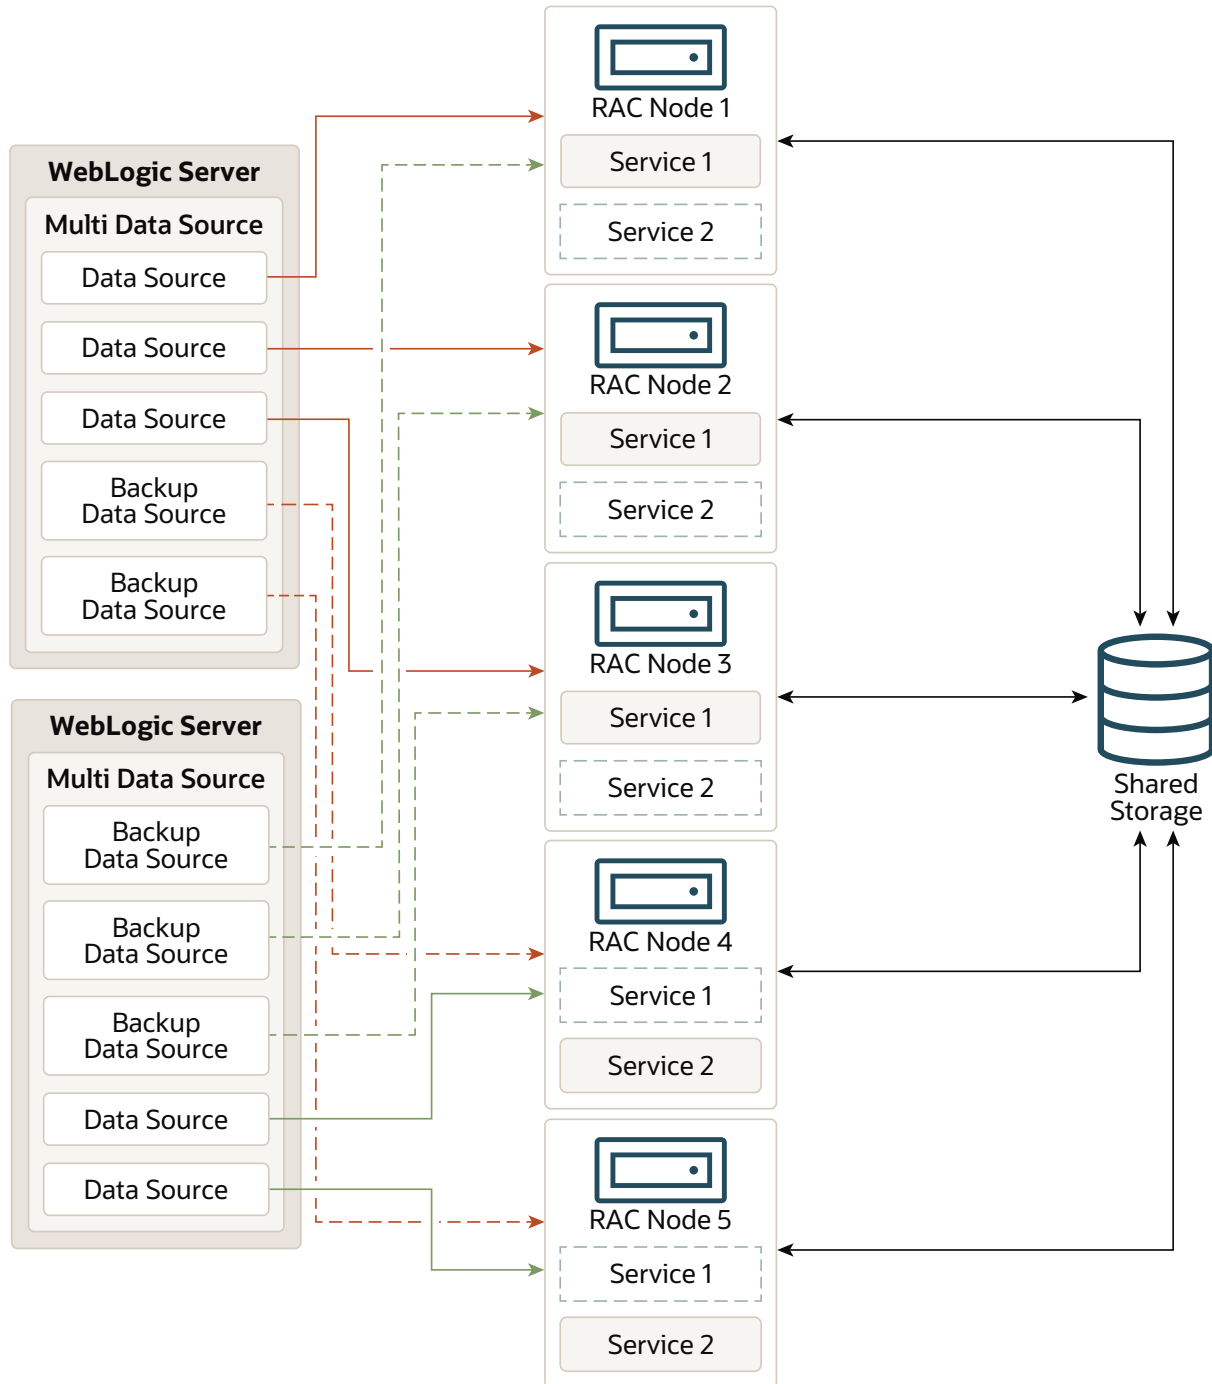 WebLogic Server
Multi Data Source
Data Source
Data Source
Data Source
Backup
Data Source
Backup
Data Source
WebLogic Server
Multi Data Source
Backup
Data Source
Backup
Data Source
Backup
Data Source
Data Source
Data Source
RAC Node 1
Service 1
Service 2
RAC Node 2
Service 1
Service 2
RAC Node 3
Service 1
Service 2
RAC Node 4
Service 1
Service 2
RAC Node 5
Service 1
Service 2
Shared
Storage